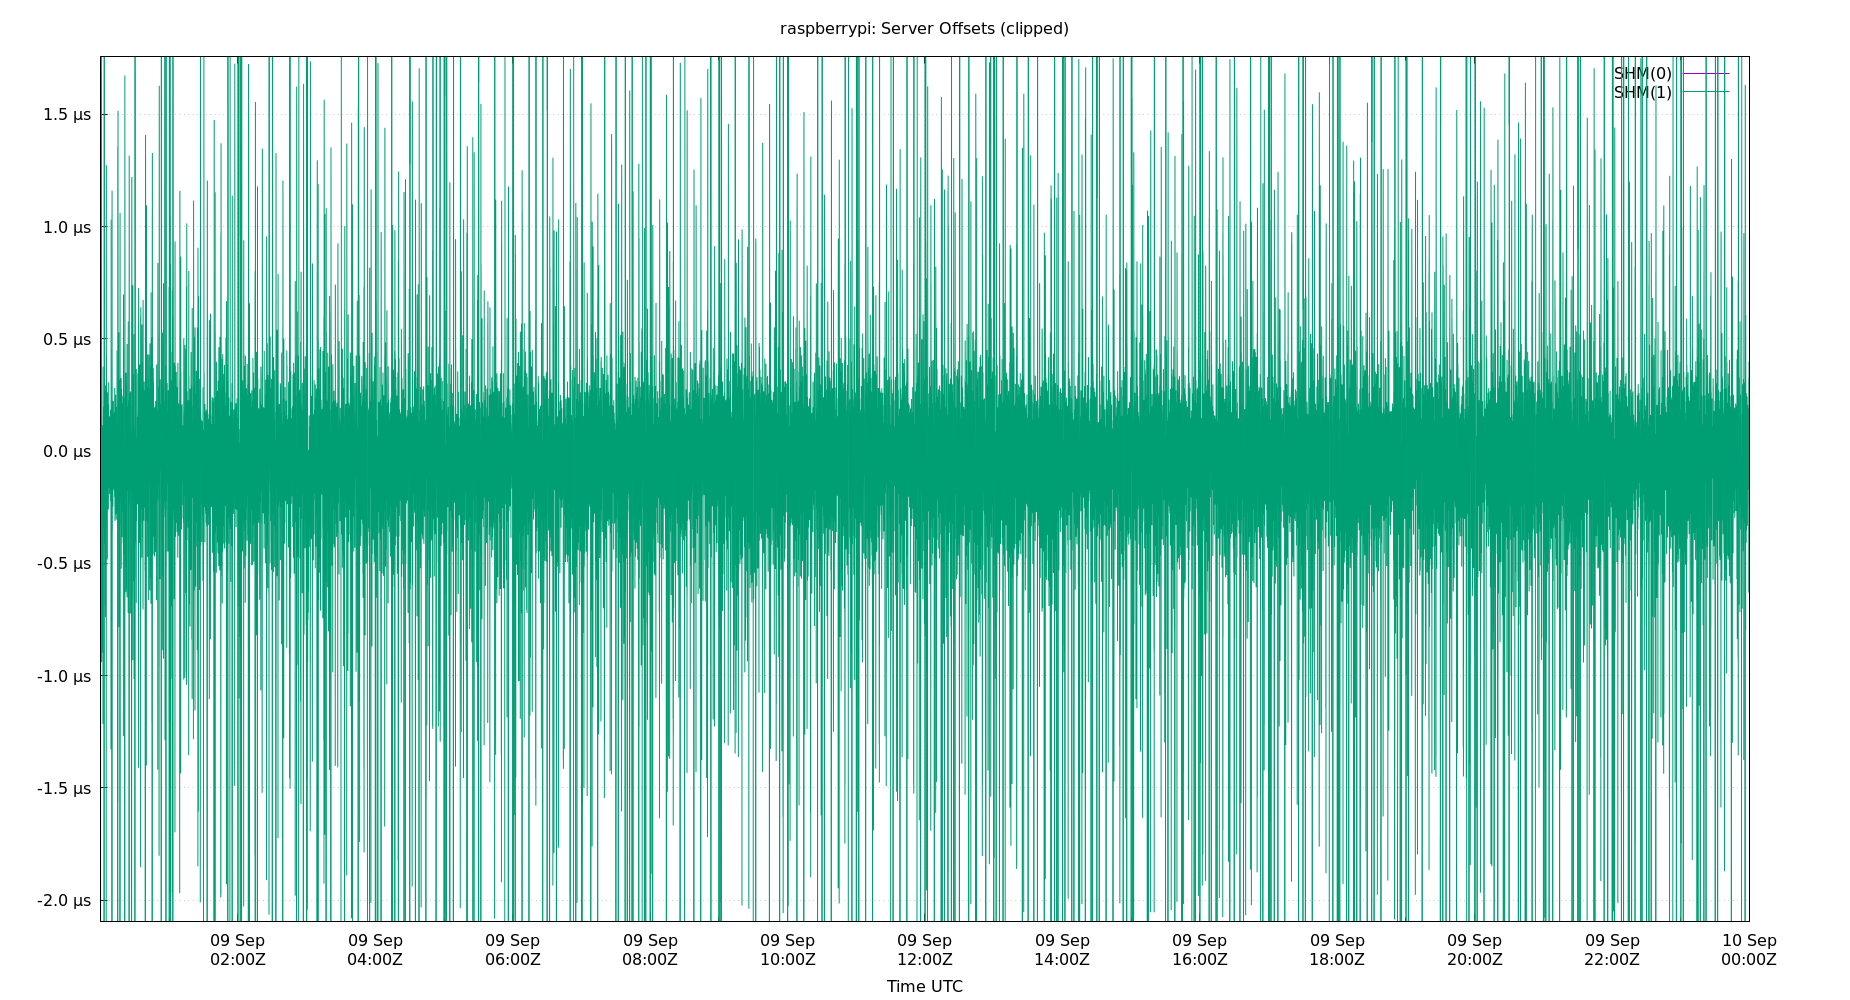 raspberrypi: Server Offsets (clipped)
SHM(0)
SHM(1)
1.5 µs
1.0 µs
0.5 µs
0.0 µs
-0.5 µs
-1.0 µs
-1.5 µs
-2.0 µs
09 Sep 09 Sep 09 Sep 09 Sep 09 Sep 09 Sep 09 Sep 09 Sep 09 Sep 09 Sep 09 Sep 10 Sep
02:00Z 04:00Z 06:00Z 08:00Z 10:00Z 12:00Z 14:00Z 16:00Z 18:00Z 20:00Z 22:00Z 00:00Z
Time UTC